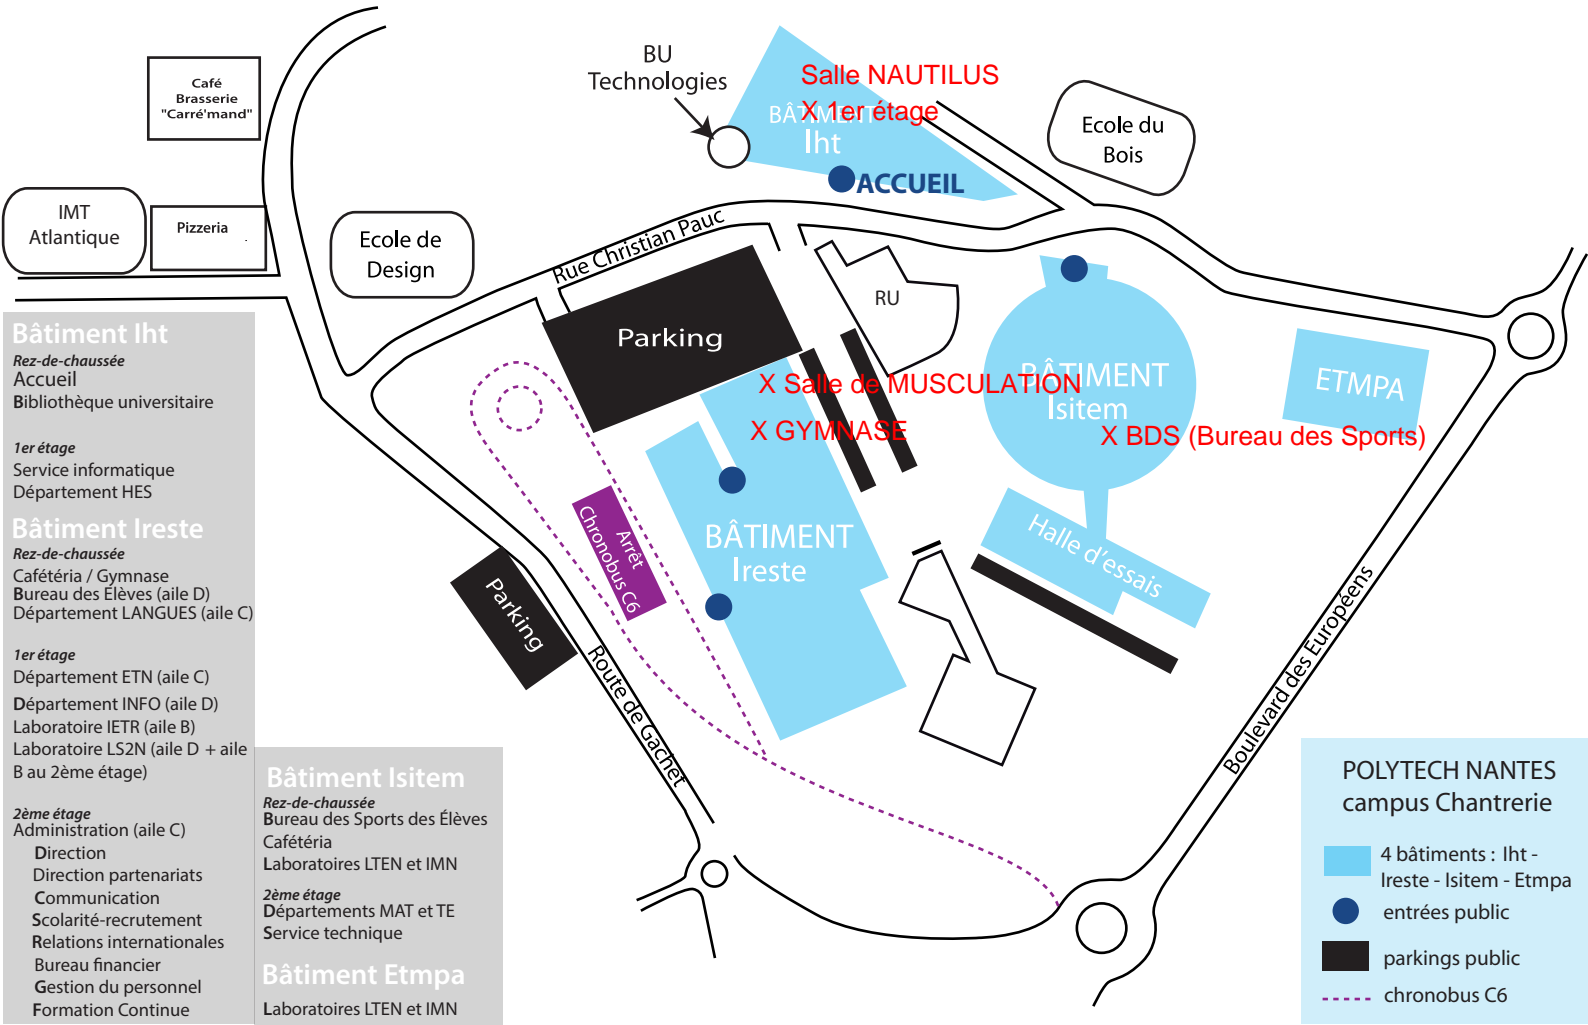 Café
Brasserie
"Carré'mand"
IMT
Atlantique
Pizzeria
.
Ecole de
Design
BU
Technologies
Salle NAUTILUS
X 1er étage
BÂTIMENT
Iht
ACCUEIL
Ecole du
Bois
Rue Christian Pauc
Parking
RU
X Salle de MUSCULATION
X GYMNASE
BÂTIMENT
Isitem
X BDS (Bureau des Sports)
ETMPA
Arrêt
Chronobus C6
BÂTIMENT
Ireste
Halle d'essais
Parking
Route de Gachet
Boulevard des Européens
Bâtiment Iht
Rez-de-chaussée
Accueil
Bibliothèque universitaire
1er étage
Service informatique
Département HES
Bâtiment Ireste
Rez-de-chaussée
Cafétéria / Gymnase
Bureau des Elèves (aile D)
Département LANGUES (aile C)
1er étage
Département ETN (aile C)
Département INFO (aile D)
Laboratoire IETR (aile B)
Laboratoire LS2N (aile D + aile
B au 2ème étage)
2ème étage
Administration (aile C)
Direction
Direction partenariats
Communication
Scolarité-recrutement
Relations internationales
Bureau financier
Gestion du personnel
Formation Continue
Bâtiment Isitem
Rez-de-chaussée
Bureau des Sports des Élèves
Cafétéria
Laboratoires LTEN et IMN
2ème étage
Départements MAT et TE
Service technique
Bâtiment Etmpa
Laboratoires LTEN et IMN
POLYTECH NANTES
campus Chantrerie
4 bâtiments : Iht -
Ireste - Isitem - Etmpa
entrées public
parkings public
chronobus C6